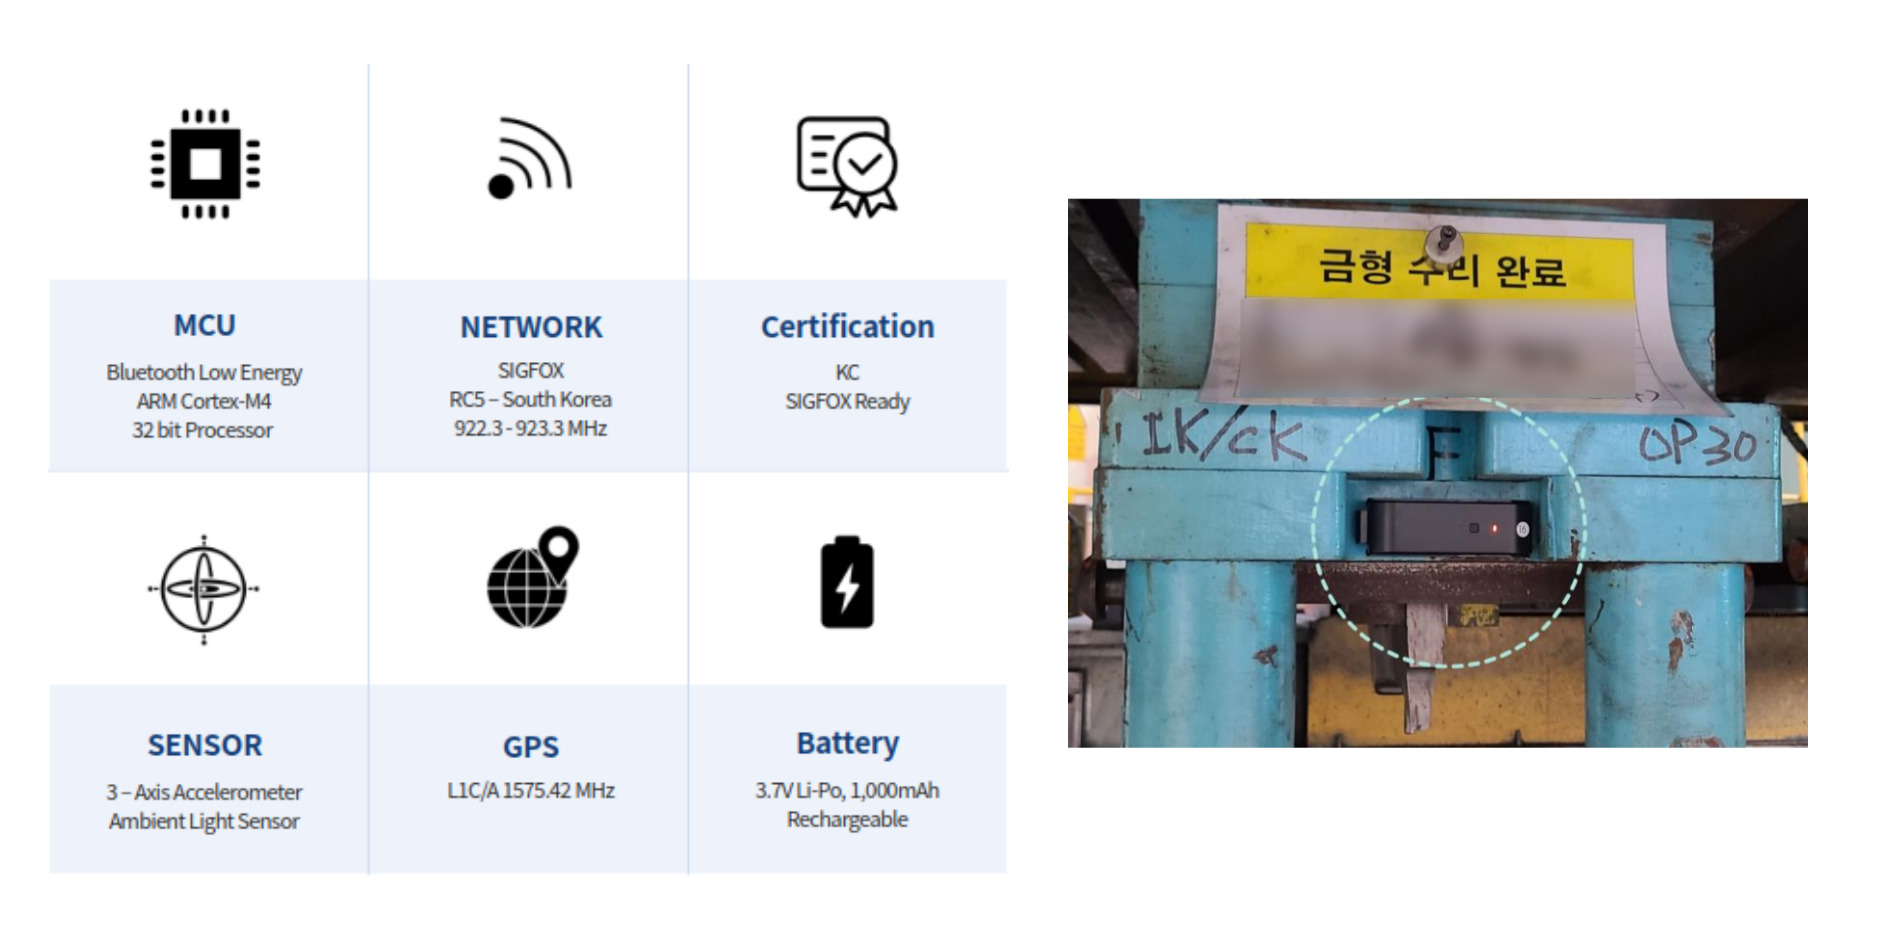 MCU
Bluetooth Low Energy
ARM Cortex-M4
32 bit Processor
NETWORK
SIGFOX
RC5 – South Korea
922.3 - 923.3 MHz
Certification
KC
SIGFOX Ready
SENSOR
3 – Axis Accelerometer
Ambient Light Sensor
GPS
L1C/A 1575.42 MHz
Battery
3.7V Li-Po, 1,000mAh
Rechargeable
금형 수리 완료
IK/CK
F
OP30